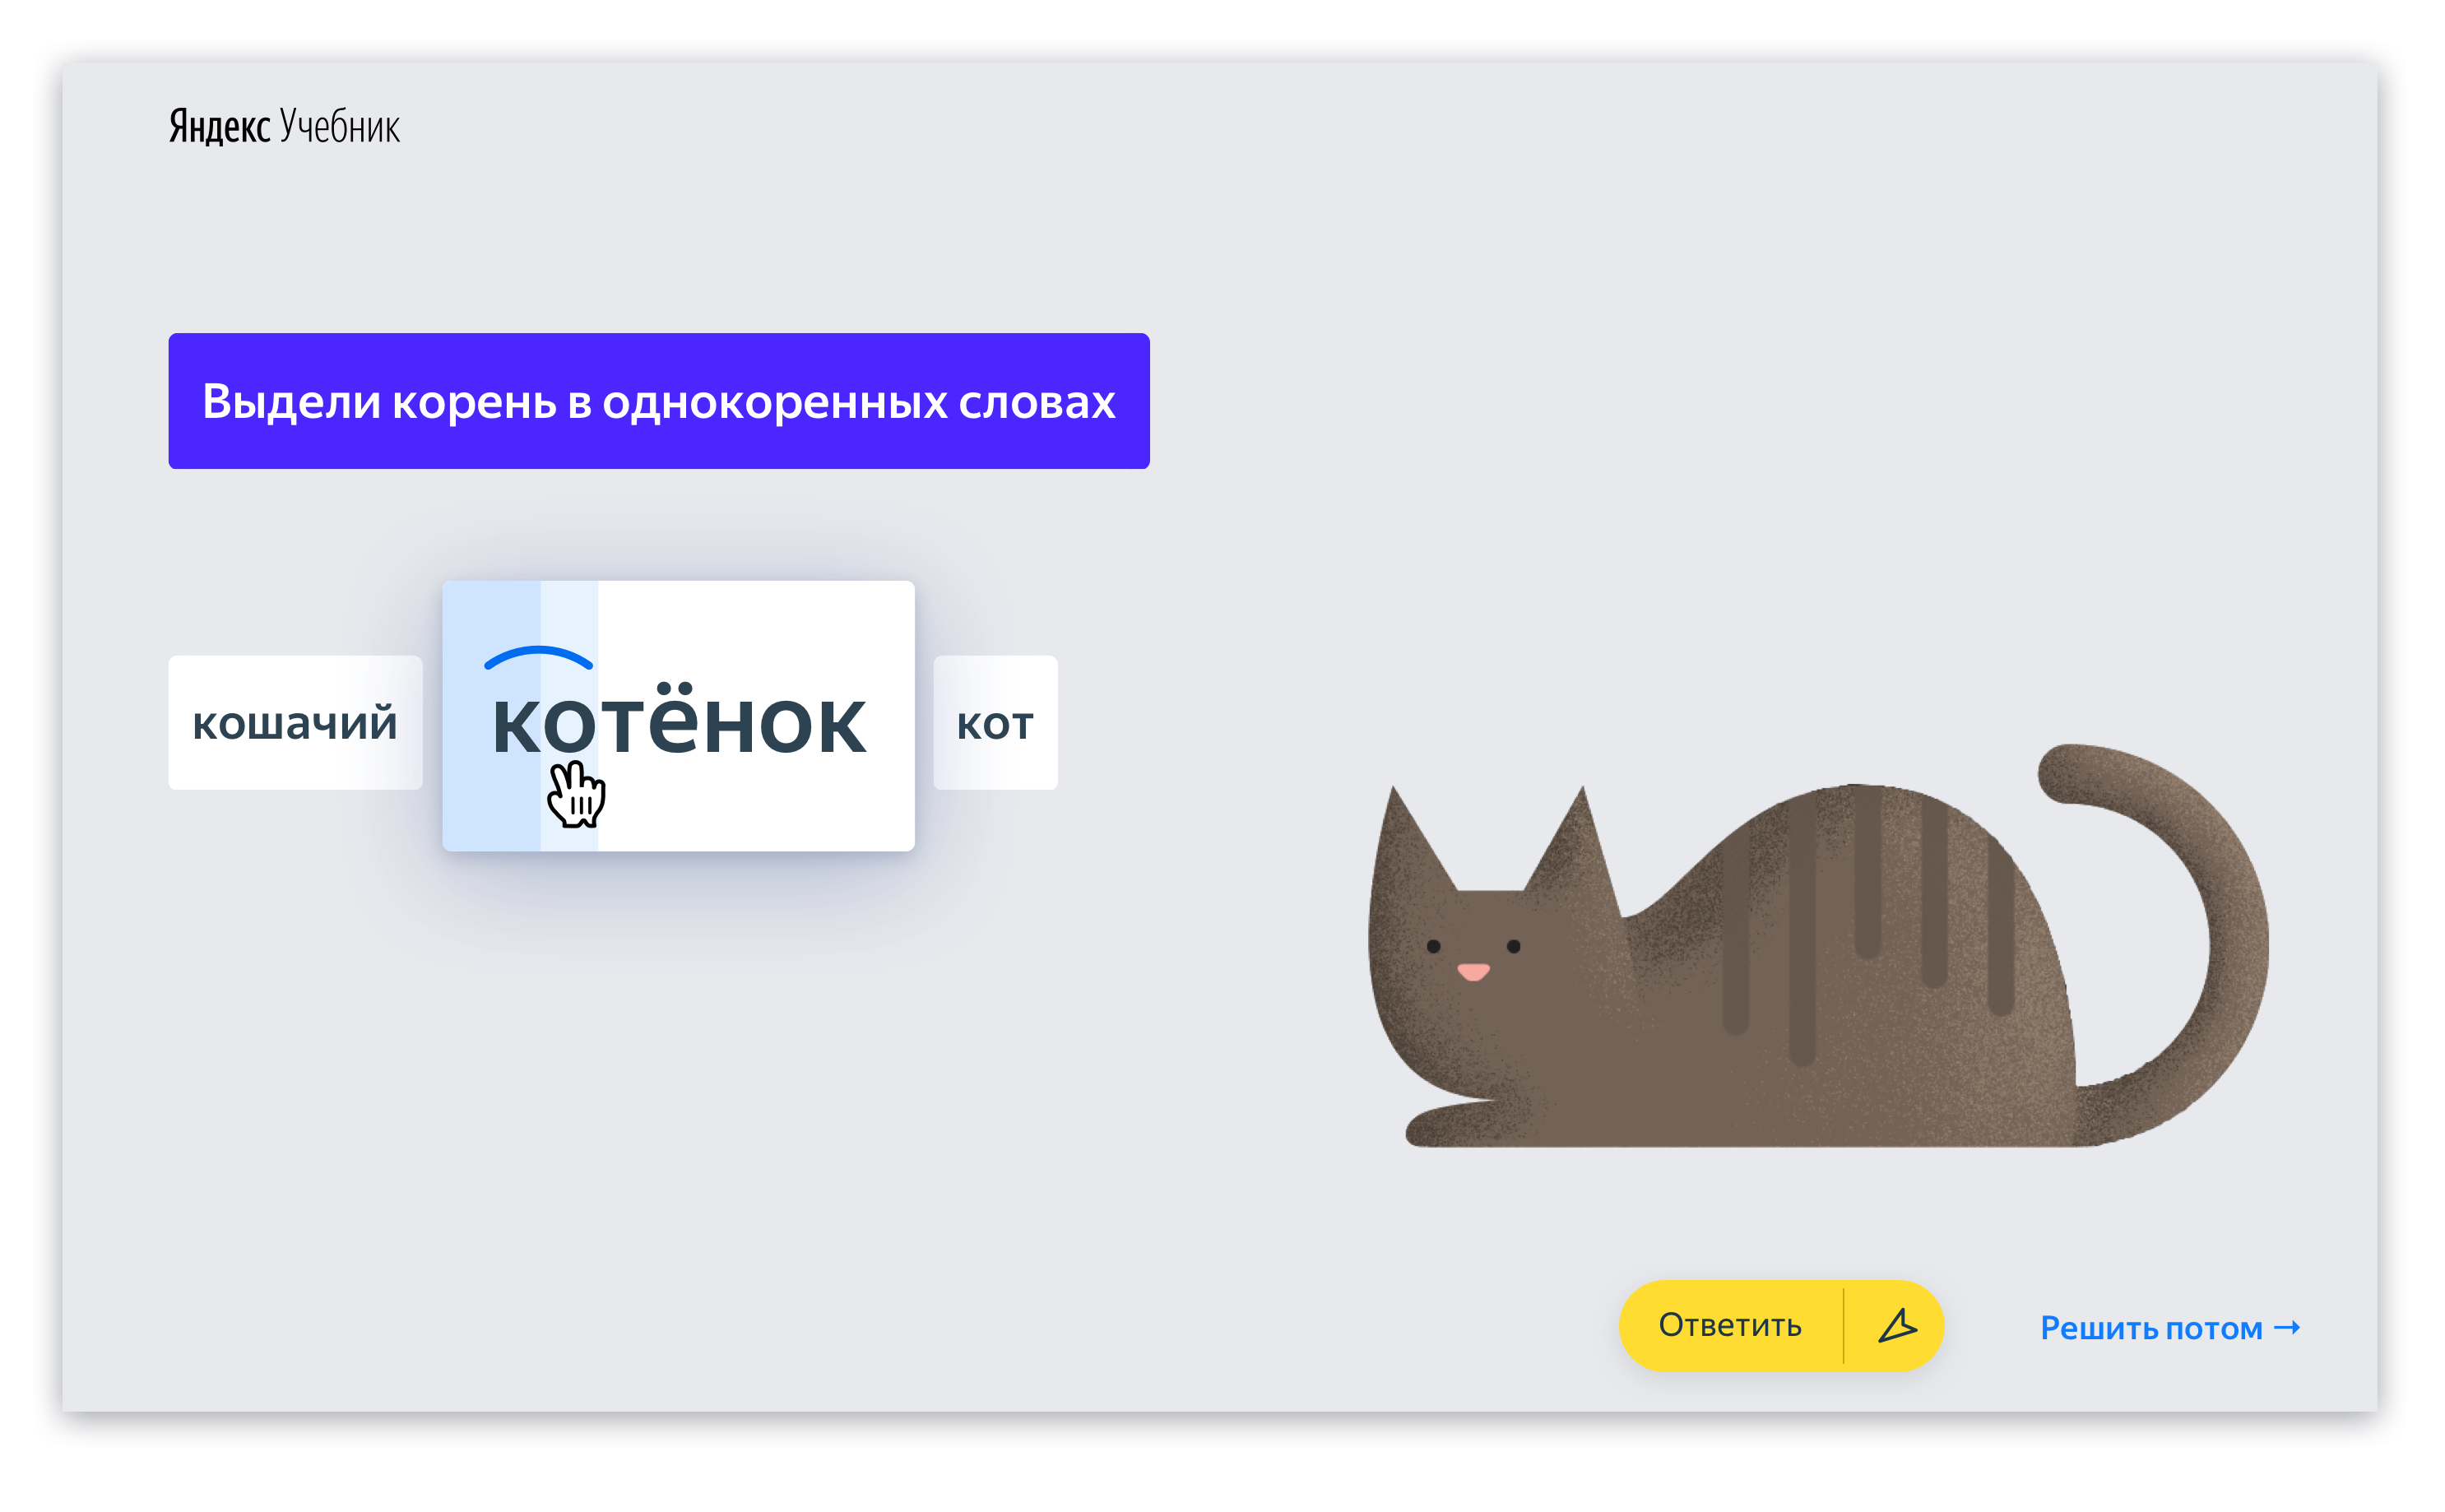 Яндекс Учебник
Выдели корень в однокоренных словах
кошачий
котёнок
кот
Ответить
Решить потом →